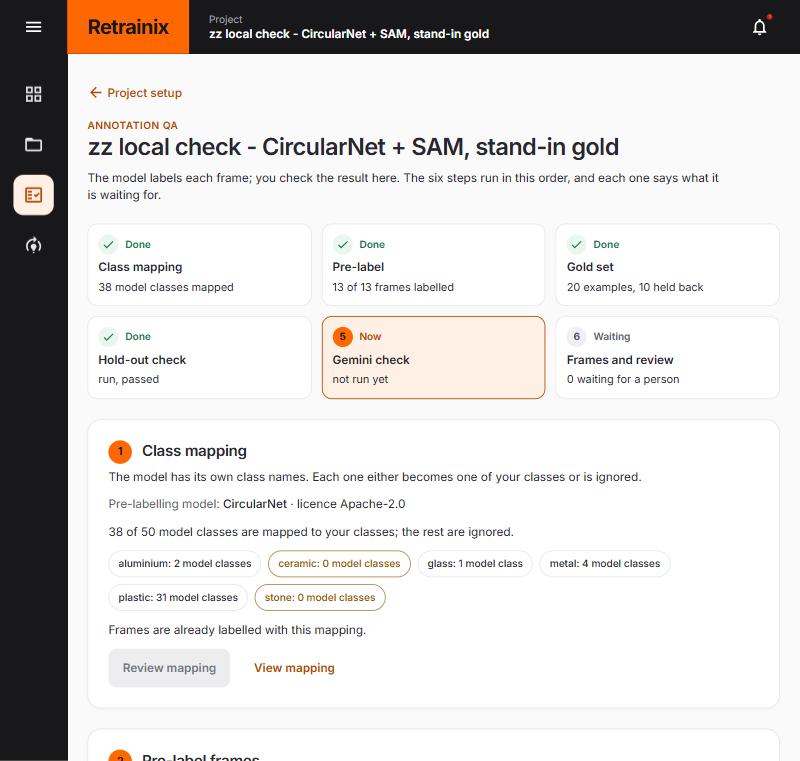 Retrainix
Project
zz local check - CircularNet + SAM, stand-in gold
← Project setup
ANNOTATION QA
zz local check - CircularNet + SAM, stand-in gold
The model labels each frame; you check the result here. The six steps run in this order, and each one says what it
is waiting for.
Done
Class mapping
38 model classes mapped
Done
Pre-label
13 of 13 frames labelled
Done
Gold set
20 examples, 10 held back
Done
Hold-out check
run, passed
5 Now
Gemini check
not run yet
6 Waiting
Frames and review
0 waiting for a person
1 Class mapping
The model has its own class names. Each one either becomes one of your classes or is ignored.
Pre-labelling model: CircularNet · licence Apache-2.0
38 of 50 model classes are mapped to your classes; the rest are ignored.
aluminium: 2 model classes
ceramic: 0 model classes
glass: 1 model class
metal: 4 model classes
plastic: 31 model classes
stone: 0 model classes
Frames are already labelled with this mapping.
Review mapping
View mapping
2 Pre-label frames